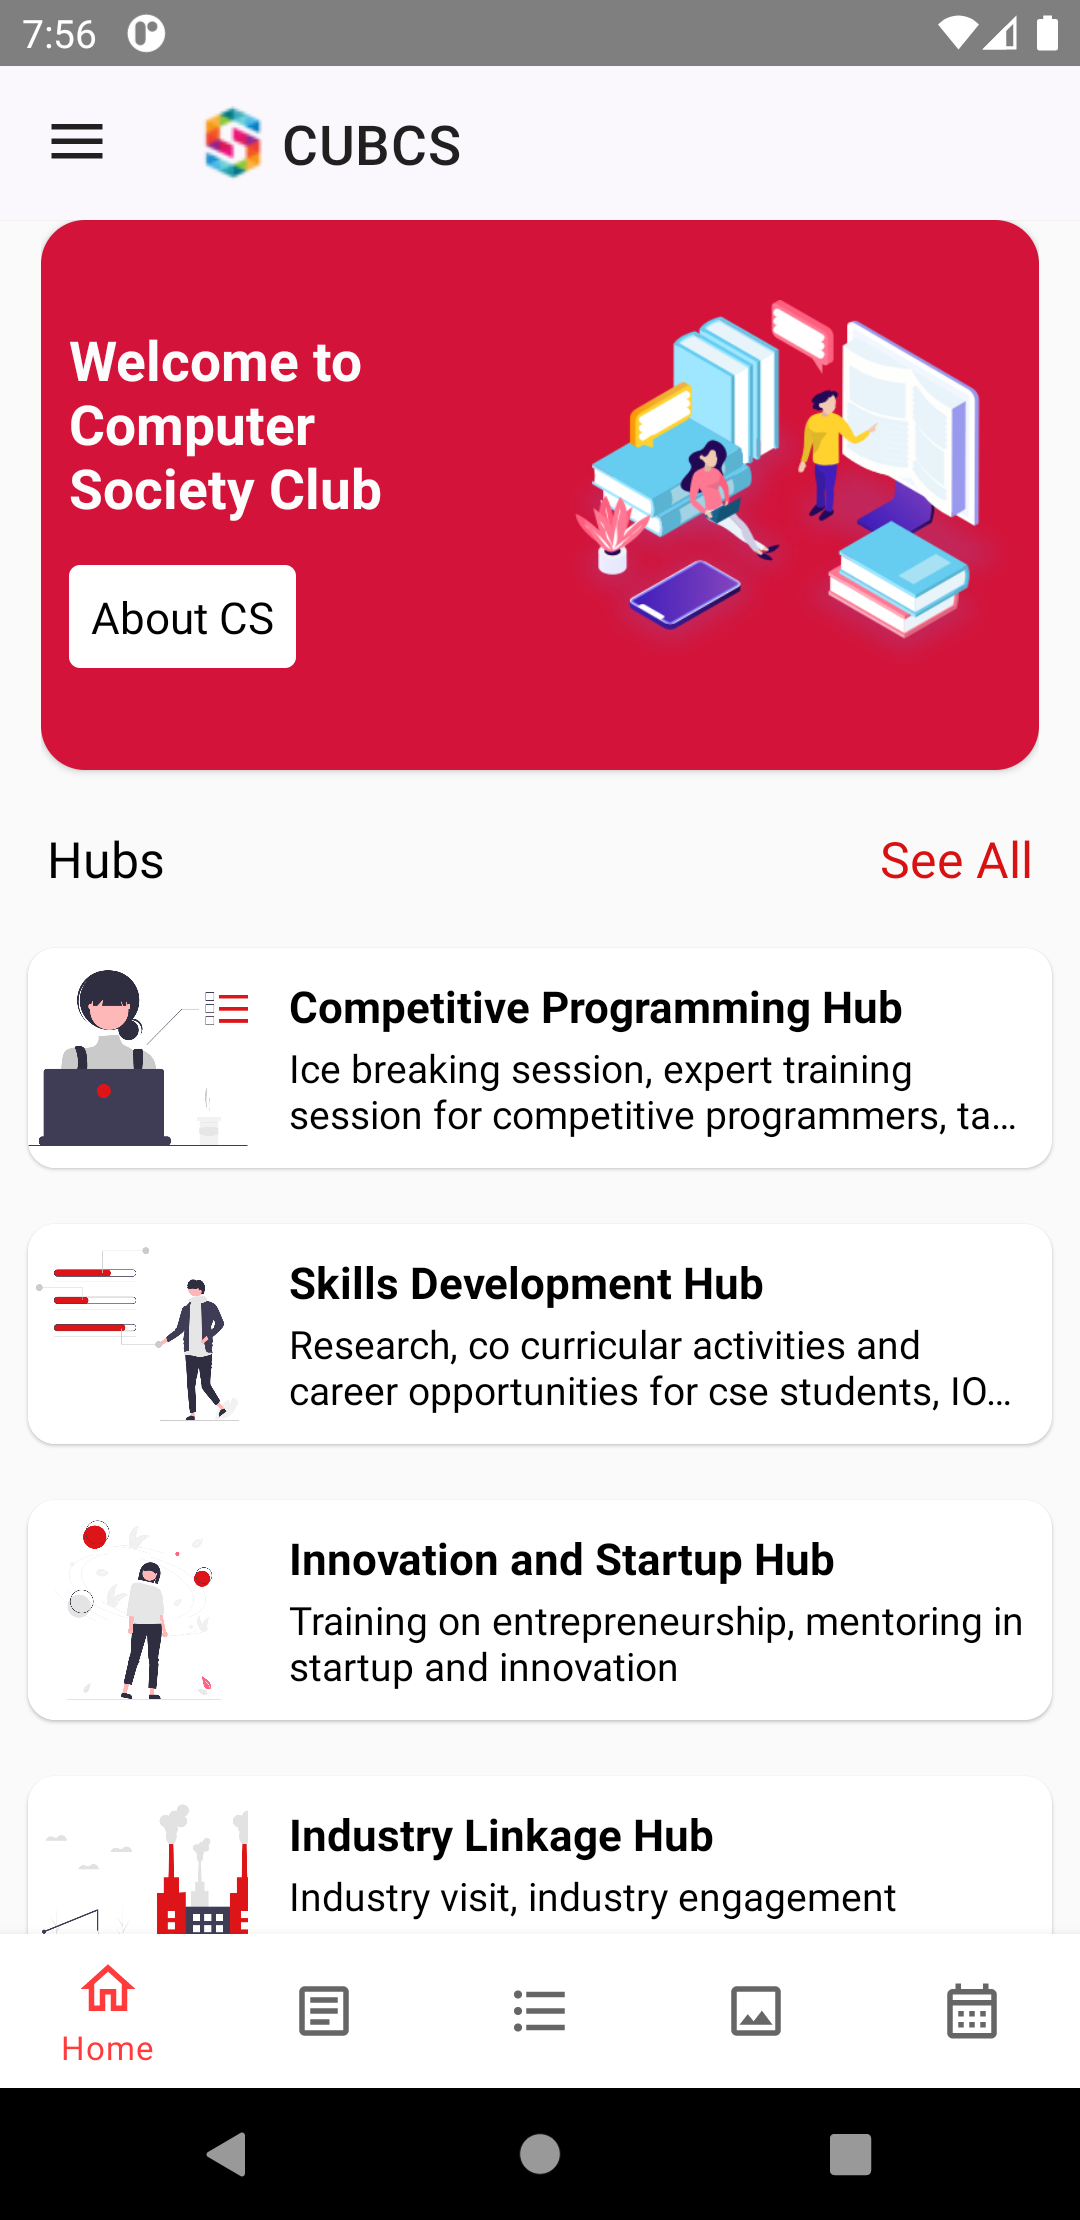 7:56
CUBCS
Welcome to
Computer
Society Club
About CS
Hubs
See All
Competitive Programming Hub
Ice breaking session, expert training
session for competitive programmers, ta...
Skills Development Hub
Research, co curricular activities and
career opportunities for cse students, IO...
Innovation and Startup Hub
Training on entrepreneurship, mentoring in
startup and innovation
Industry Linkage Hub
Industry visit, industry engagement
Home